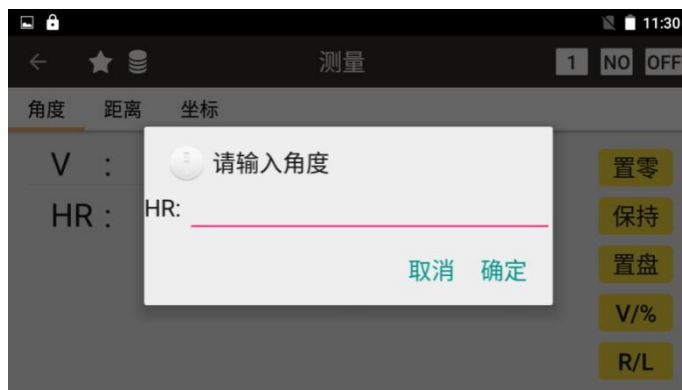 11:30
测量
1 NO OFF
角度 距离 坐标
V :
请输入角度
置零
HR :
HR:
保持
取消 确定
置盘
V/%
R/L